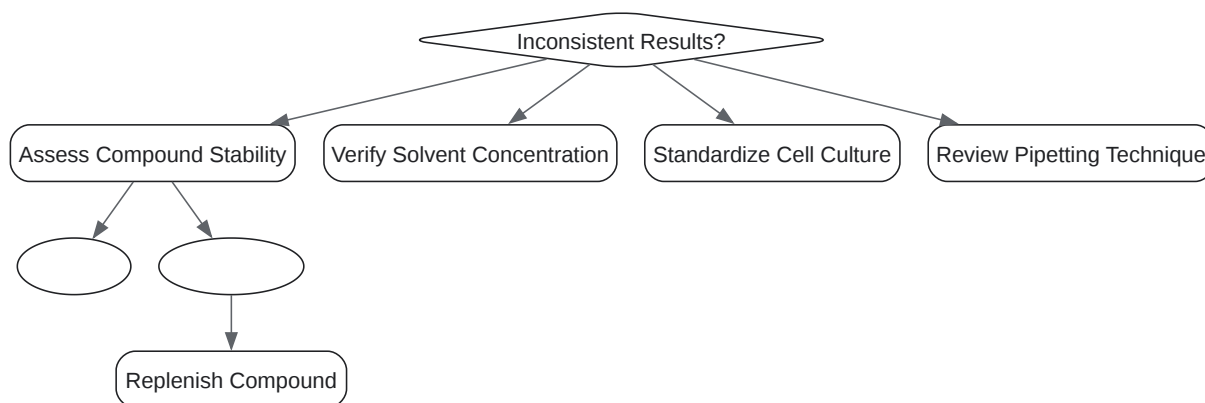 Inconsistent Results?
Assess Compound Stability
Verify Solvent Concentration
Standardize Cell Culture
Review Pipetting Technique
Replenish Compound